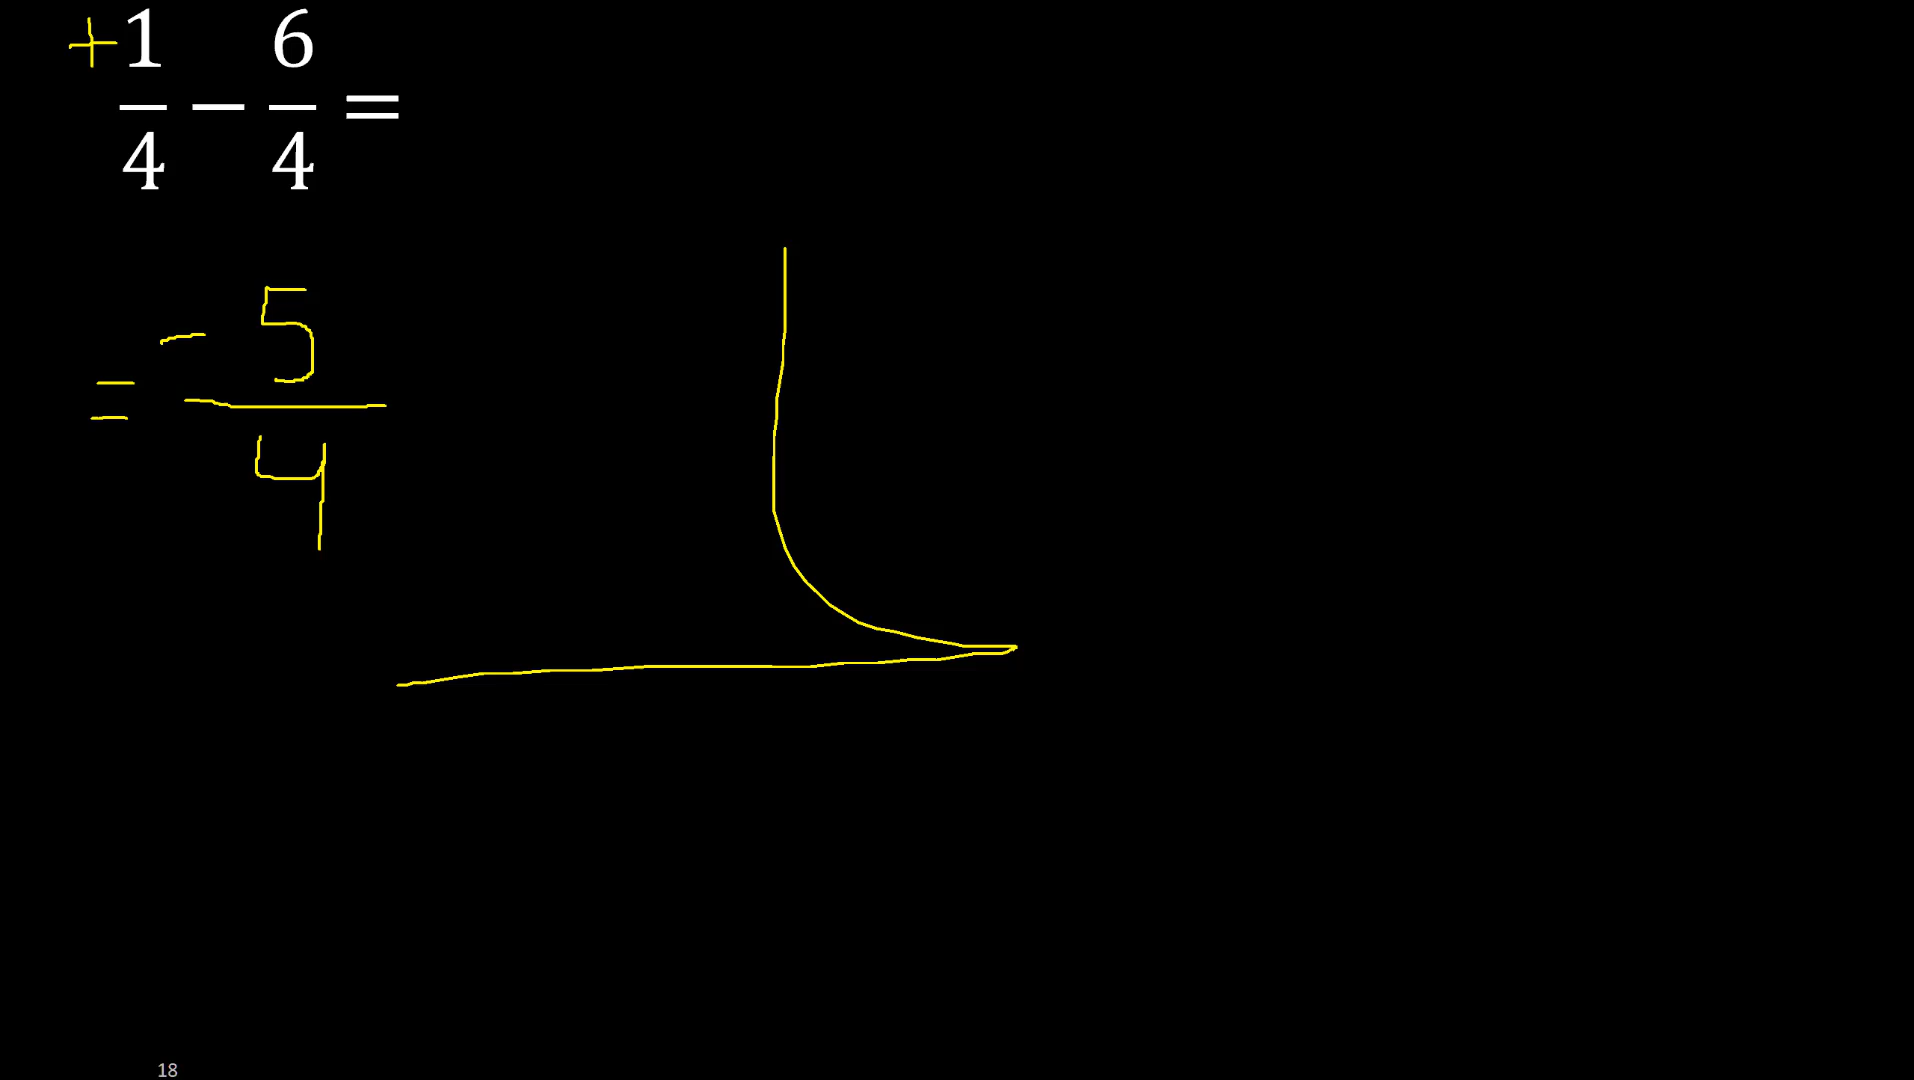 +1/4 − 6/4 =
= −5/4
18